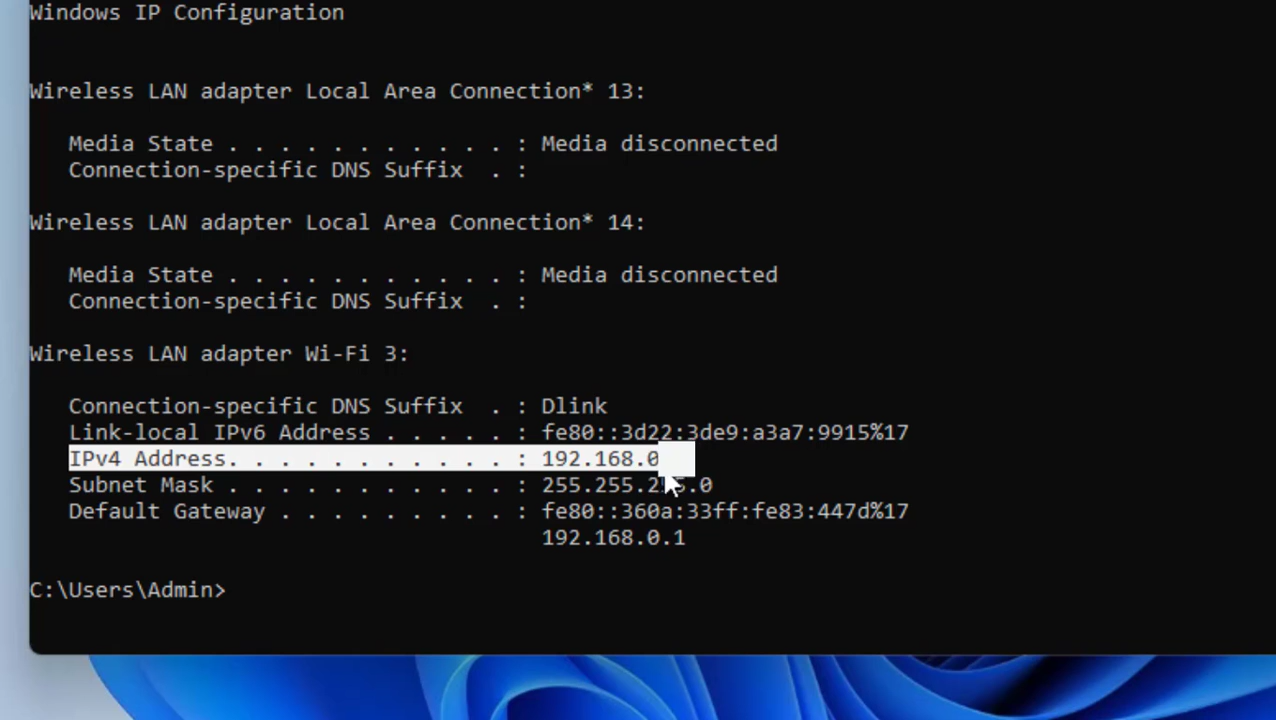 Windows IP Configuration
Wireless LAN adapter Local Area Connection* 13:
Media State . . . . . . . . . . . : Media disconnected
Connection-specific DNS Suffix  . :
Wireless LAN adapter Local Area Connection* 14:
Media State . . . . . . . . . . . : Media disconnected
Connection-specific DNS Suffix  . :
Wireless LAN adapter Wi-Fi 3:
Connection-specific DNS Suffix  . : Dlink
Link-local IPv6 Address . . . . . : fe80::3d22:3de9:a3a7:9915%17
IPv4 Address. . . . . . . . . . . : 192.168.0
Subnet Mask . . . . . . . . . . . : 255.255.255.0
Default Gateway . . . . . . . . . : fe80::360a:33ff:fe83:447d%17
192.168.0.1
C:\Users\Admin>